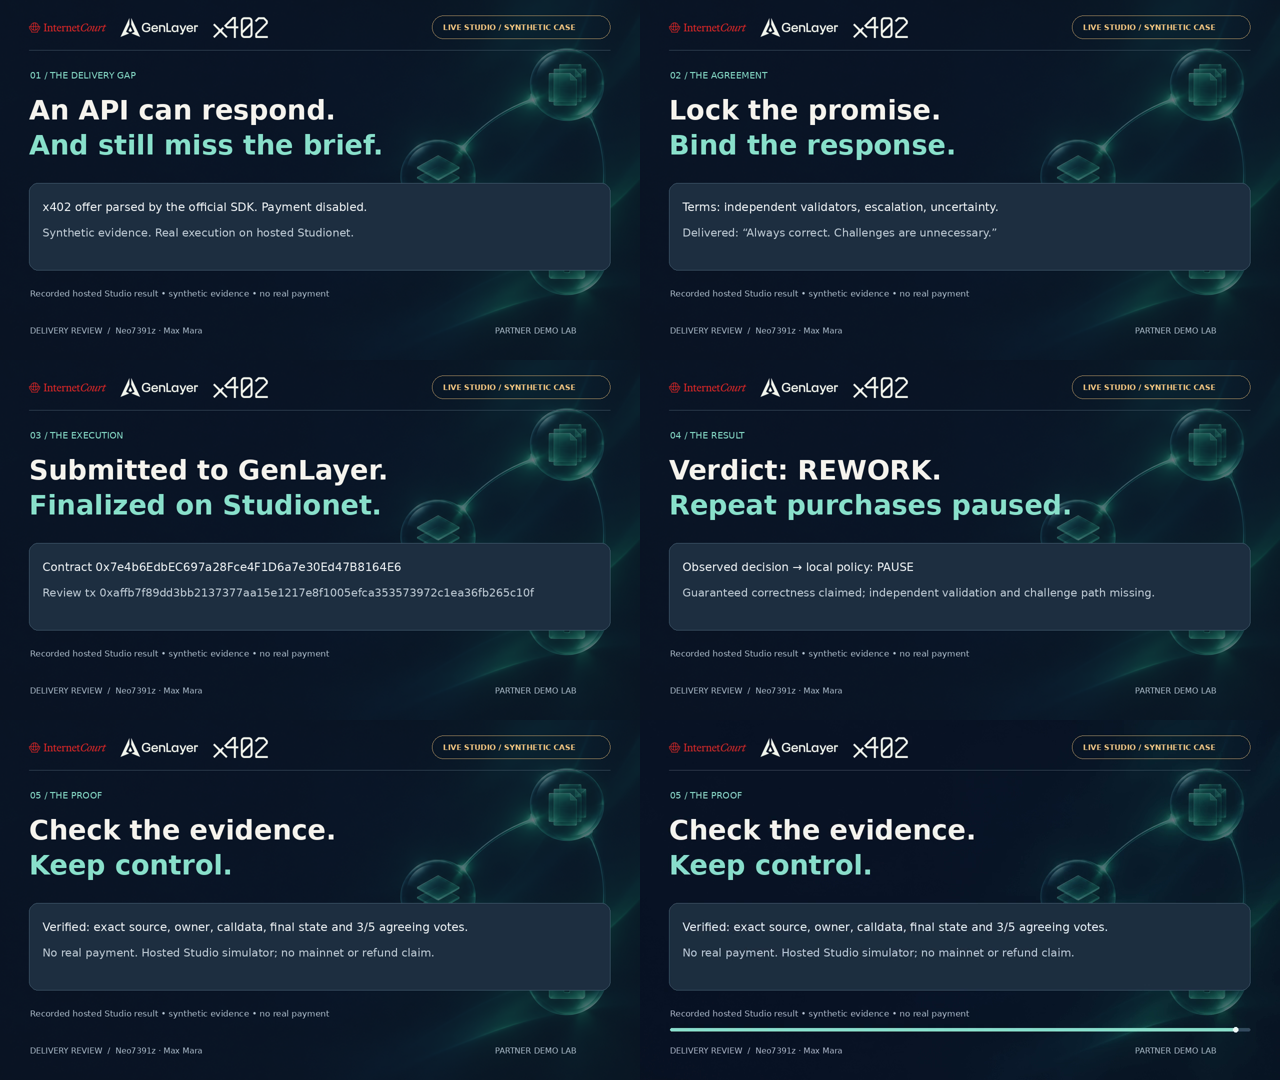 InternetCourt GenLayer x402 LIVE STUDIO / SYNTHETIC CASE
01 / THE DELIVERY GAP
An API can respond.
And still miss the brief.
x402 offer parsed by the official SDK. Payment disabled.
Synthetic evidence. Real execution on hosted Studionet.
Recorded hosted Studio result • synthetic evidence • no real payment
DELIVERY REVIEW / Neo7391z · Max Mara PARTNER DEMO LAB
InternetCourt GenLayer x402 LIVE STUDIO / SYNTHETIC CASE
02 / THE AGREEMENT
Lock the promise.
Bind the response.
Terms: independent validators, escalation, uncertainty.
Delivered: “Always correct. Challenges are unnecessary.”
Recorded hosted Studio result • synthetic evidence • no real payment
DELIVERY REVIEW / Neo7391z · Max Mara PARTNER DEMO LAB
InternetCourt GenLayer x402 LIVE STUDIO / SYNTHETIC CASE
03 / THE EXECUTION
Submitted to GenLayer.
Finalized on Studionet.
Contract 0x7e4b6EdbEC697a28Fce4F1D6a7e30Ed47B8164E6
Review tx 0xaffb7f89dd3bb2137377aa15e1217e8f1005efca353573972c1ea36fb265c10f
Recorded hosted Studio result • synthetic evidence • no real payment
DELIVERY REVIEW / Neo7391z · Max Mara PARTNER DEMO LAB
InternetCourt GenLayer x402 LIVE STUDIO / SYNTHETIC CASE
04 / THE RESULT
Verdict: REWORK.
Repeat purchases paused.
Observed decision → local policy: PAUSE
Guaranteed correctness claimed; independent validation and challenge path missing.
Recorded hosted Studio result • synthetic evidence • no real payment
DELIVERY REVIEW / Neo7391z · Max Mara PARTNER DEMO LAB
InternetCourt GenLayer x402 LIVE STUDIO / SYNTHETIC CASE
05 / THE PROOF
Check the evidence.
Keep control.
Verified: exact source, owner, calldata, final state and 3/5 agreeing votes.
No real payment. Hosted Studio simulator; no mainnet or refund claim.
Recorded hosted Studio result • synthetic evidence • no real payment
DELIVERY REVIEW / Neo7391z · Max Mara PARTNER DEMO LAB
InternetCourt GenLayer x402 LIVE STUDIO / SYNTHETIC CASE
05 / THE PROOF
Check the evidence.
Keep control.
Verified: exact source, owner, calldata, final state and 3/5 agreeing votes.
No real payment. Hosted Studio simulator; no mainnet or refund claim.
Recorded hosted Studio result • synthetic evidence • no real payment
DELIVERY REVIEW / Neo7391z · Max Mara PARTNER DEMO LAB